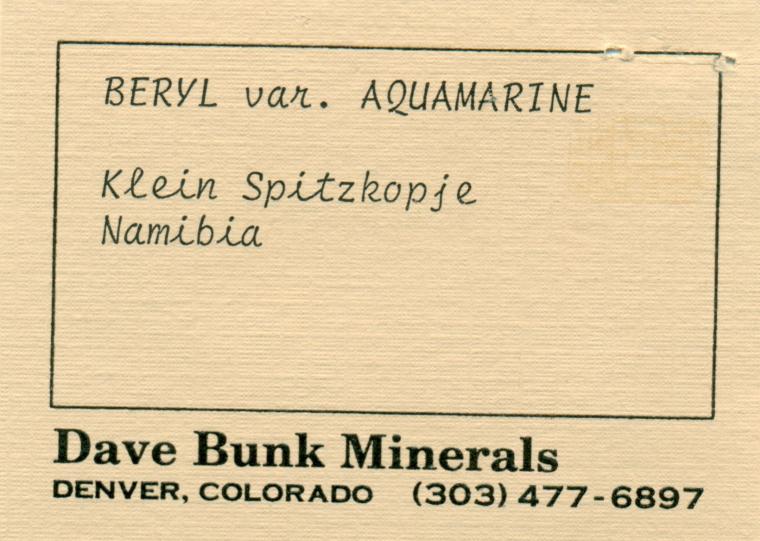 BERYL var. AQUAMARINE
Klein Spitzkopje
Namibia
Dave Bunk Minerals
DENVER, COLORADO (303) 477-6897